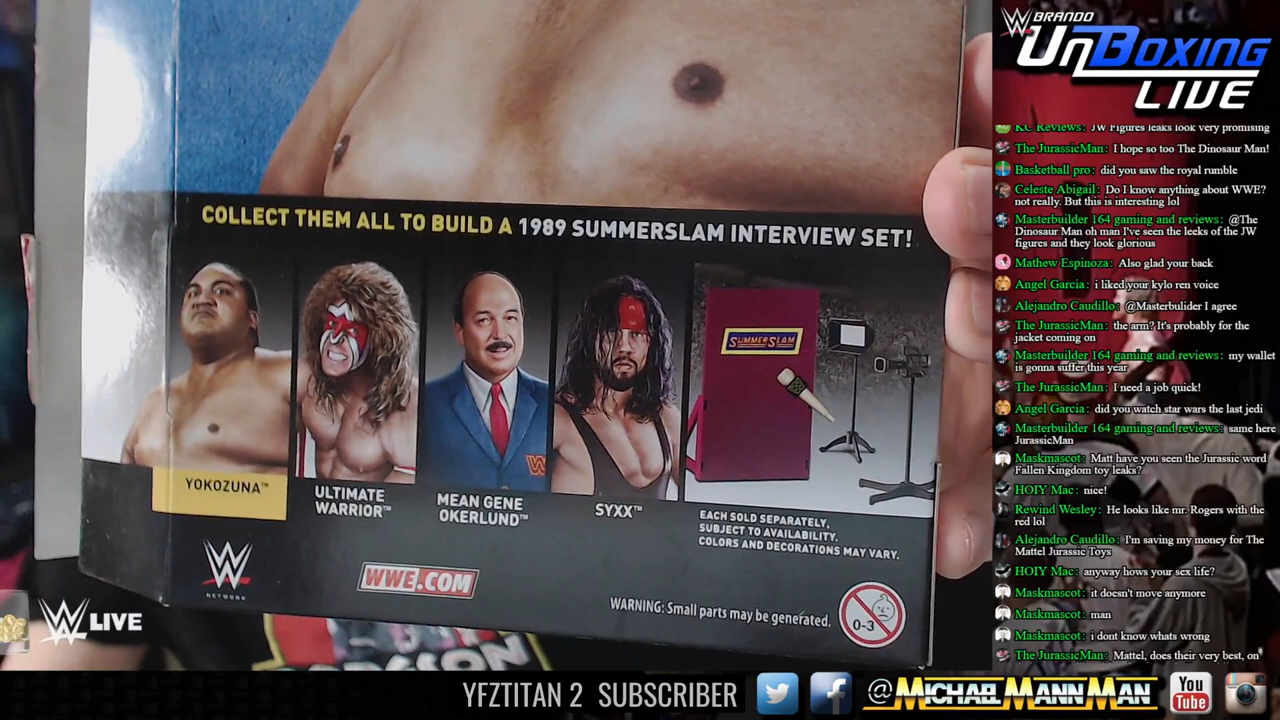 COLLECT THEM ALL TO BUILD A 1989 SUMMERSLAM INTERVIEW SET!
SUMMERSLAM
YOKOZUNA™
ULTIMATE
WARRIOR™
MEAN GENE
OKERLUND™
SYXX™
EACH SOLD SEPARATELY,
SUBJECT TO AVAILABILITY.
COLORS AND DECORATIONS MAY VARY.
W
NETWORK
WWE.COM
WARNING: Small parts may be generated.
0-3
W LIVE
W BRANDO
UNBOXING
LIVE
KC Reviews: JW Figures leaks look very promising
The JurassicMan: I hope so too The Dinosaur Man!
Basketball pro: did you saw the royal rumble
Celeste Abigail: Do I know anything about WWE?
not really. But this is interesting lol
Masterbuilder 164 gaming and reviews: @The
Dinosaur Man oh man I've seen the leeks of the JW
figures and they look glorious
Mathew Espinoza: Also glad your back
Angel Garcia: i liked your kylo ren voice
Alejandro Caudillo: @Masterbulider I agree
The JurassicMan: the arm? It's probably for the
jacket coming on
Masterbuilder 164 gaming and reviews: my wallet
is gonna suffer this year
The JurassicMan: I need a job quick!
Angel Garcia: did you watch star wars the last jedi
Masterbuilder 164 gaming and reviews: same here
JurassicMan
Maskmascot: Matt have you seen the Jurassic word
Fallen Kingdom toy leaks?
HOIY Mac: nice!
Rewind Wesley: He looks like mr. Rogers with the
red lol
Alejandro Caudillo: I'm saving my money for The
Mattel Jurassic Toys
HOIY Mac: anyway hows your sex life?
Maskmascot: it doesn't move anymore
Maskmascot: man
Maskmascot: i dont know whats wrong
The JurassicMan: Mattel, does their very best, on
YFZTITAN 2 SUBSCRIBER
@MICHAELMANNMAN
You
Tube